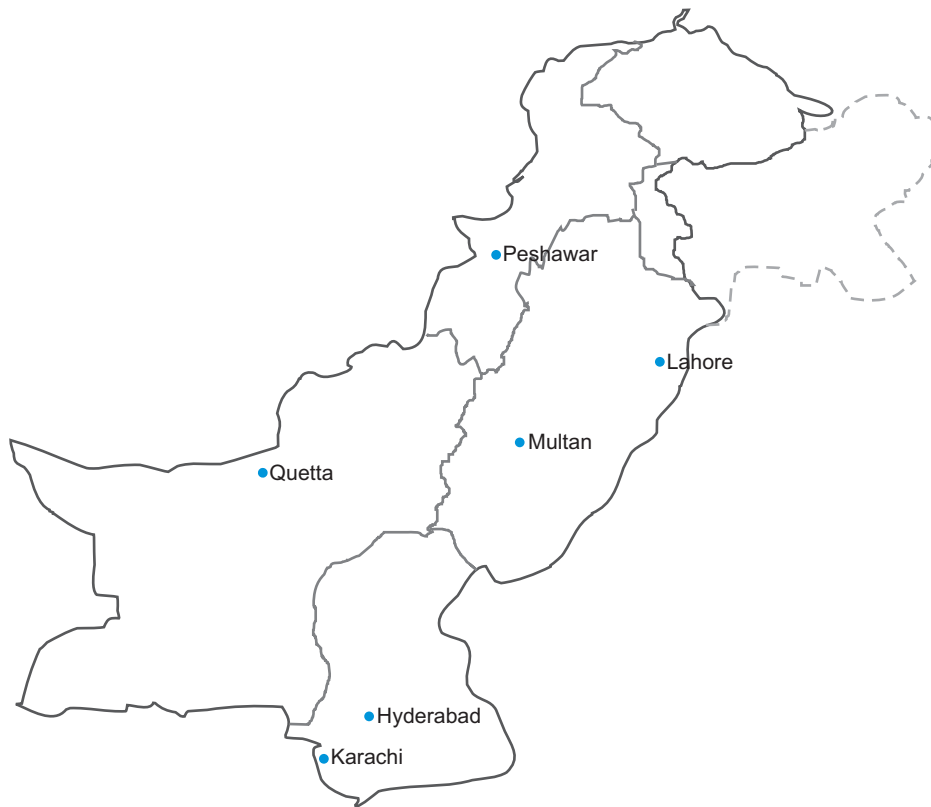 Peshawar
Lahore
Multan
Quetta
Hyderabad
Karachi